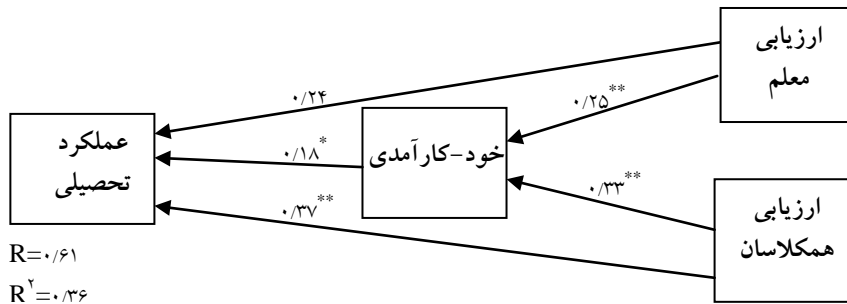 ارزیابی
معلم
۰/۲۴
۰/۲۵**
عملکرد
تحصیلی
۰/۱۸*
خود-کارآمدی
۰/۳۳**
ارزیابی
همکلاسان
۰/۳۷**
R=۰/۶۱
R۲=۰/۳۶